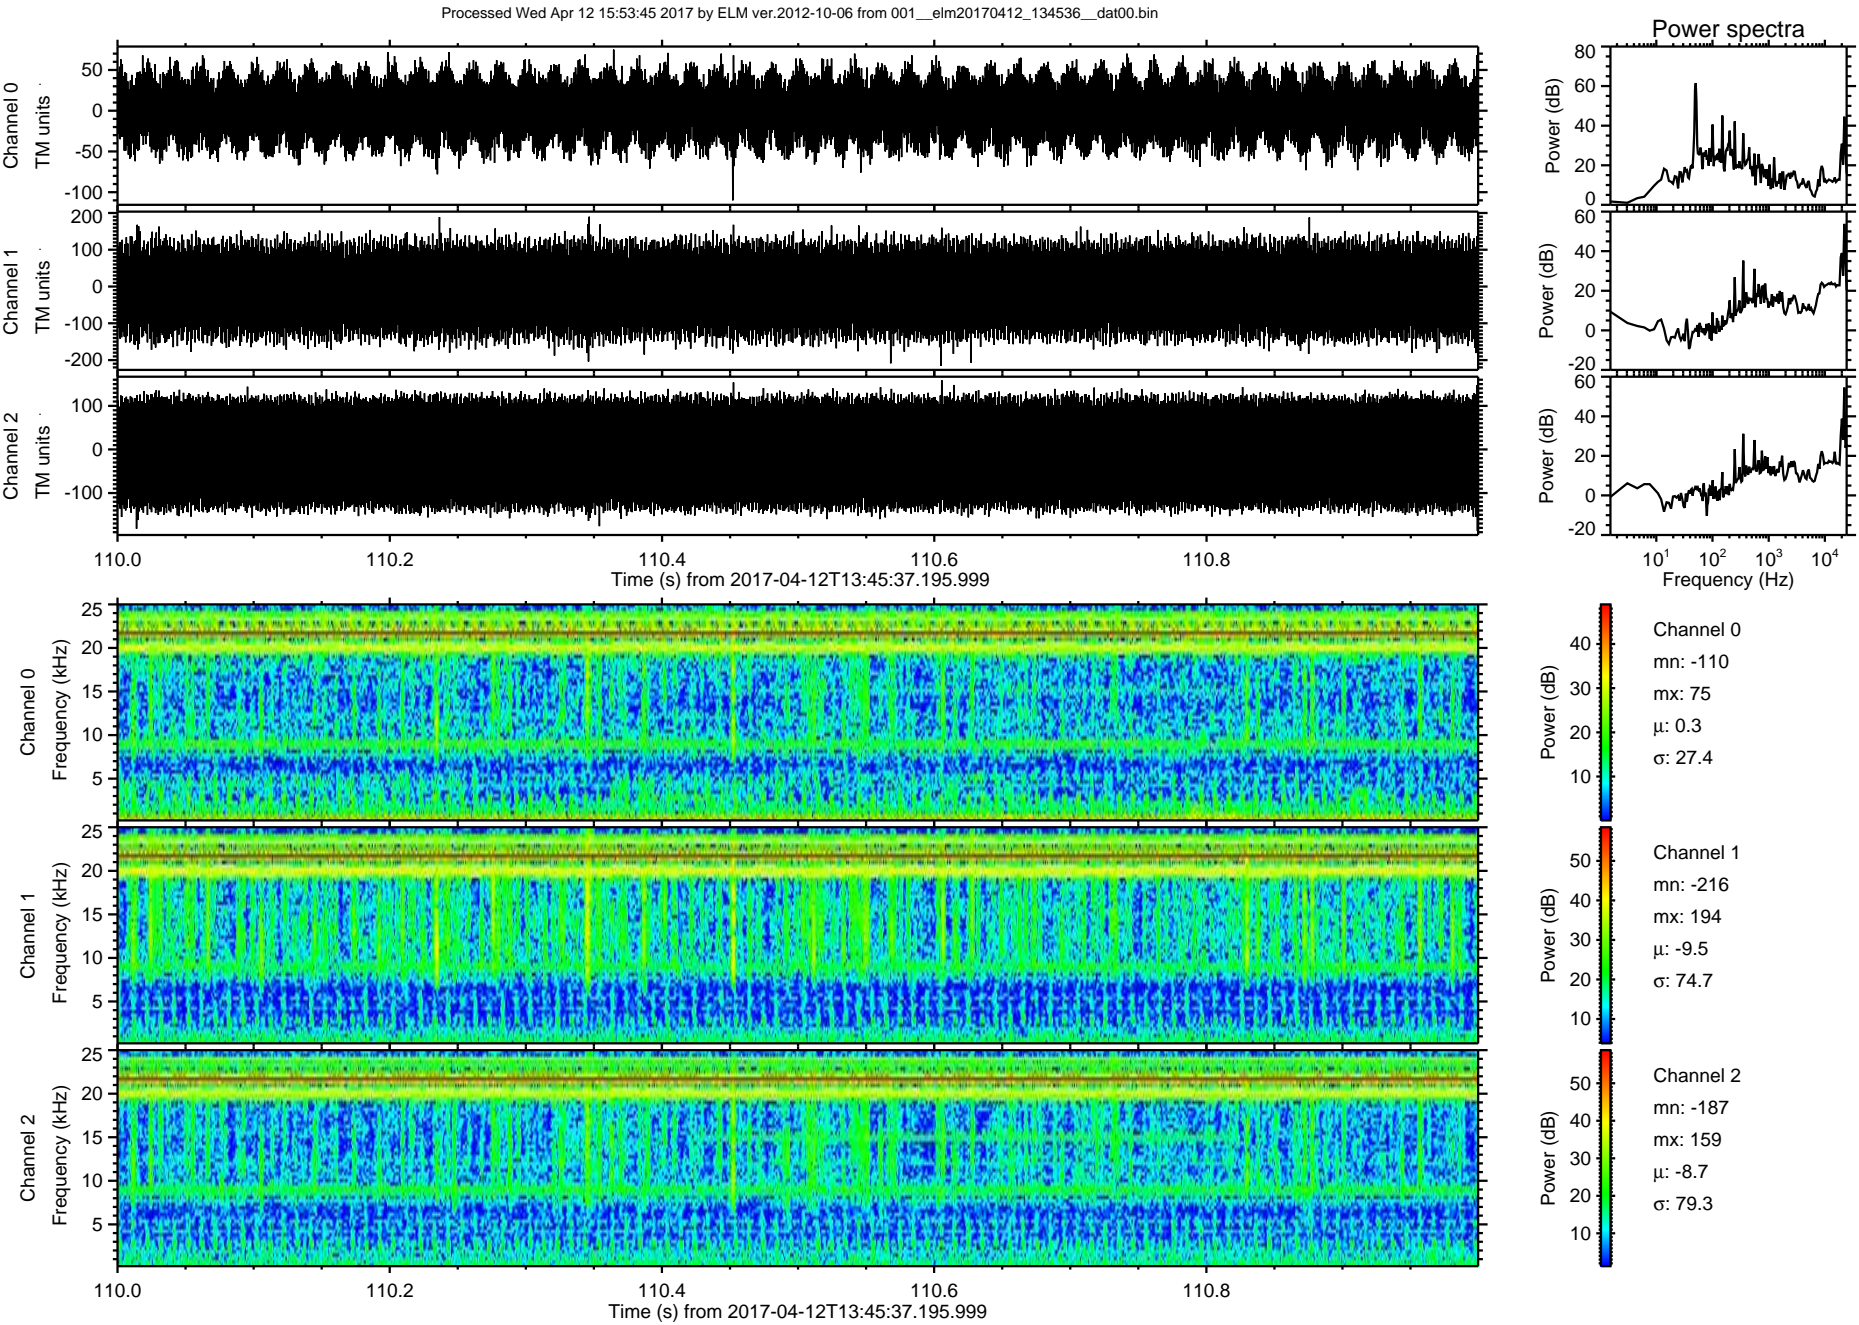 Processed Wed Apr 12 15:53:45 2017 by ELM ver.2012-10-06 from 001__elm20170412_134536__dat00.bin
Power spectra
Channel 0
TM units
50
0
-50
-100
Power (dB)
80
60
40
20
0
Channel 1
TM units
200
100
0
-100
-200
Power (dB)
60
40
20
0
-20
Channel 2
TM units
100
0
-100
Power (dB)
60
40
20
0
-20
110.0 110.2 110.4 110.6 110.8
Time (s) from 2017-04-12T13:45:37.195.999
10¹ 10² 10³ 10⁴
Frequency (Hz)
Channel 0
Frequency (kHz)
25
20
15
10
5
Power (dB)
40
30
20
10
Channel 0
mn: -110
mx: 75
μ: 0.3
σ: 27.4
Channel 1
Frequency (kHz)
25
20
15
10
5
Power (dB)
50
40
30
20
10
Channel 1
mn: -216
mx: 194
μ: -9.5
σ: 74.7
Channel 2
Frequency (kHz)
25
20
15
10
5
Power (dB)
50
40
30
20
10
Channel 2
mn: -187
mx: 159
μ: -8.7
σ: 79.3
110.0 110.2 110.4 110.6 110.8
Time (s) from 2017-04-12T13:45:37.195.999